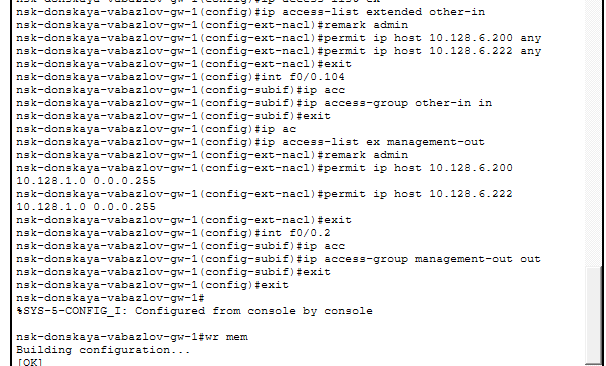 nsk-donskaya-vabazlov-gw-1(config)#ip access-list ex
nsk-donskaya-vabazlov-gw-1(config)#ip access-list extended other-in
nsk-donskaya-vabazlov-gw-1(config-ext-nacl)#remark admin
nsk-donskaya-vabazlov-gw-1(config-ext-nacl)#permit ip host 10.128.6.200 any
nsk-donskaya-vabazlov-gw-1(config-ext-nacl)#permit ip host 10.128.6.222 any
nsk-donskaya-vabazlov-gw-1(config-ext-nacl)#exit
nsk-donskaya-vabazlov-gw-1(config)#int f0/0.104
nsk-donskaya-vabazlov-gw-1(config-subif)#ip acc
nsk-donskaya-vabazlov-gw-1(config-subif)#ip access-group other-in in
nsk-donskaya-vabazlov-gw-1(config-subif)#exit
nsk-donskaya-vabazlov-gw-1(config)#ip ac
nsk-donskaya-vabazlov-gw-1(config)#ip access-list ex management-out
nsk-donskaya-vabazlov-gw-1(config-ext-nacl)#remark admin
nsk-donskaya-vabazlov-gw-1(config-ext-nacl)#permit ip host 10.128.6.200
10.128.1.0 0.0.0.255
nsk-donskaya-vabazlov-gw-1(config-ext-nacl)#permit ip host 10.128.6.222
10.128.1.0 0.0.0.255
nsk-donskaya-vabazlov-gw-1(config-ext-nacl)#exit
nsk-donskaya-vabazlov-gw-1(config)#int f0/0.2
nsk-donskaya-vabazlov-gw-1(config-subif)#ip acc
nsk-donskaya-vabazlov-gw-1(config-subif)#ip access-group management-out out
nsk-donskaya-vabazlov-gw-1(config-subif)#exit
nsk-donskaya-vabazlov-gw-1(config)#exit
nsk-donskaya-vabazlov-gw-1#
%SYS-5-CONFIG_I: Configured from console by console
nsk-donskaya-vabazlov-gw-1#wr mem
Building configuration...
[OK]